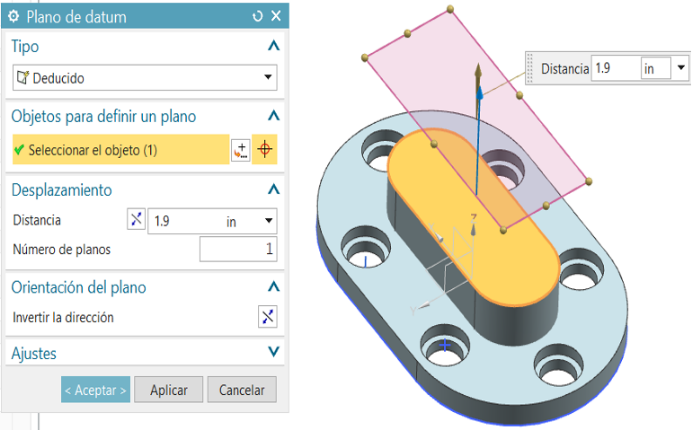 Plano de datum
Tipo
Deducido
Objetos para definir un plano
Seleccionar el objeto (1)
Desplazamiento
Distancia 1.9 in
Número de planos 1
Orientación del plano
Invertir la dirección
Ajustes
< Aceptar > Aplicar Cancelar
Distancia 1.9 in